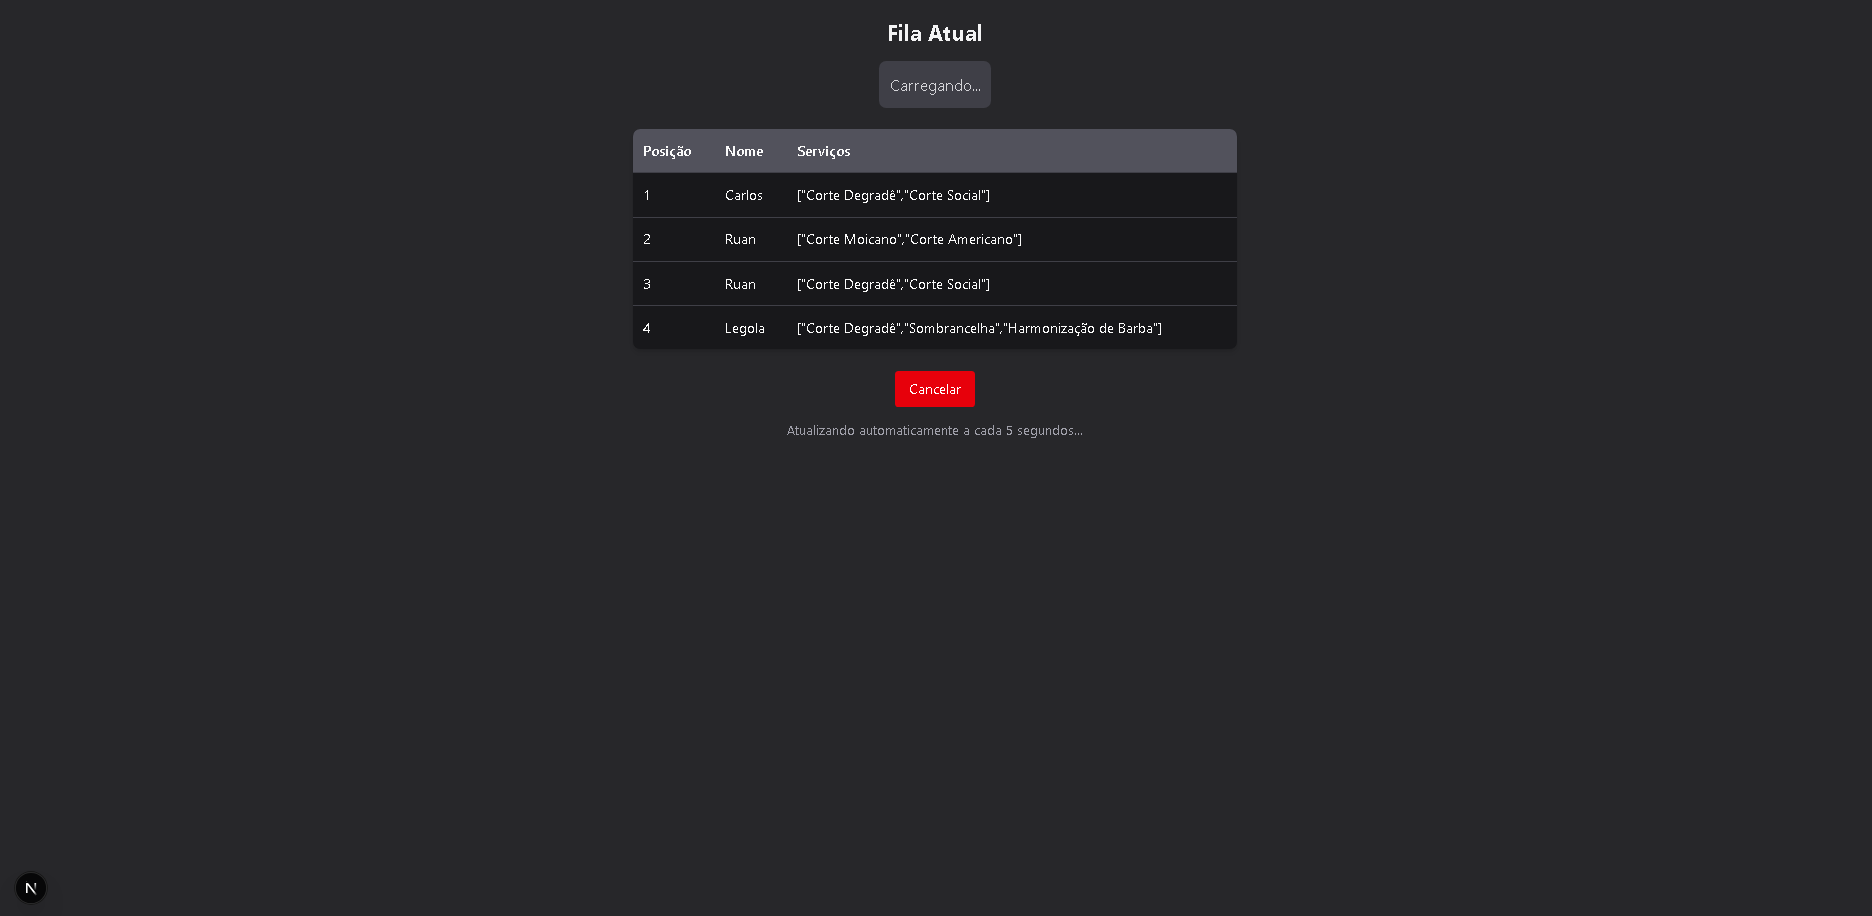 Fila Atual
Carregando...
Posição Nome Serviços
1 Carlos ["Corte Degradê","Corte Social"]
2 Ruan ["Corte Moicano","Corte Americano"]
3 Ruan ["Corte Degradê","Corte Social"]
4 Legola ["Corte Degradê","Sombrancelha","Harmonização de Barba"]
Cancelar
Atualizando automaticamente a cada 5 segundos...
N